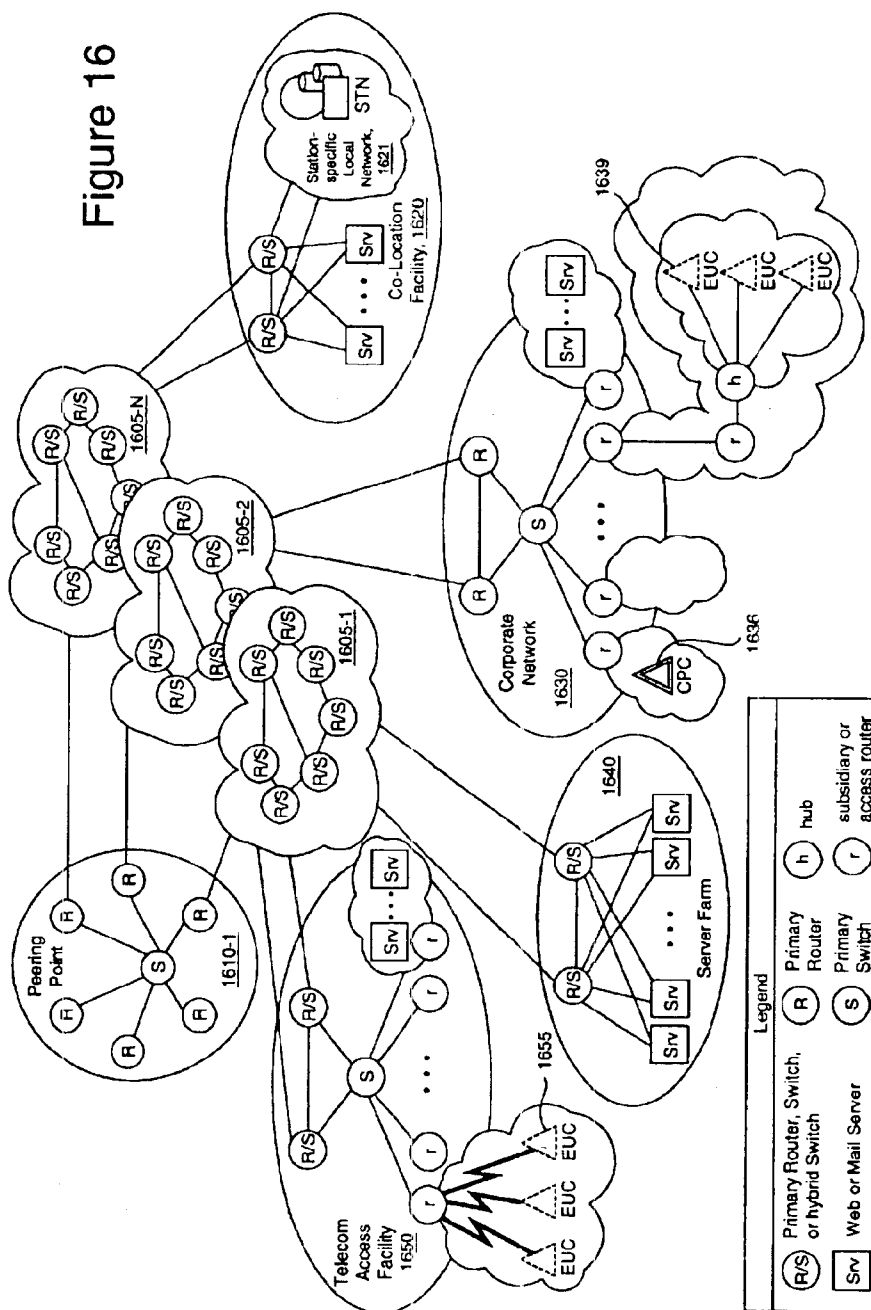 Figure 16
Peering
Point
1610-1
R
R
R
R
R
R
S
1605-N
R/S
R/S
R/S
R/S
R/S
R/S
R/S
R/S
1605-2
R/S
R/S
R/S
R/S
R/S
R/S
R/S
R/S
1605-1
R/S
R/S
R/S
R/S
R/S
R/S
R/S
R/S
R/S
R/S
Station-
specific
Local
Network,
1621
STN
Srv
• • •
Srv
Co-Location
Facility, 1620
Telecom
Access
Facility
1650
R/S
R/S
S
r
r
• • •
r
r
Srv
Srv
EUC
EUC
EUC
1655
1640
R/S
R/S
Srv
Srv
• • •
Srv
Srv
Server Farm
Corporate
Network
1630
R
R
S
r
r
• • •
r
r
Srv
Srv
CPC
1636
r
h
EUC
EUC
EUC
1639
Legend
R/S Primary Router, Switch,
or hybrid Switch
R Primary
Router
h hub
Srv Web or Mail Server
S Primary
Switch
r subsidiary or
access router